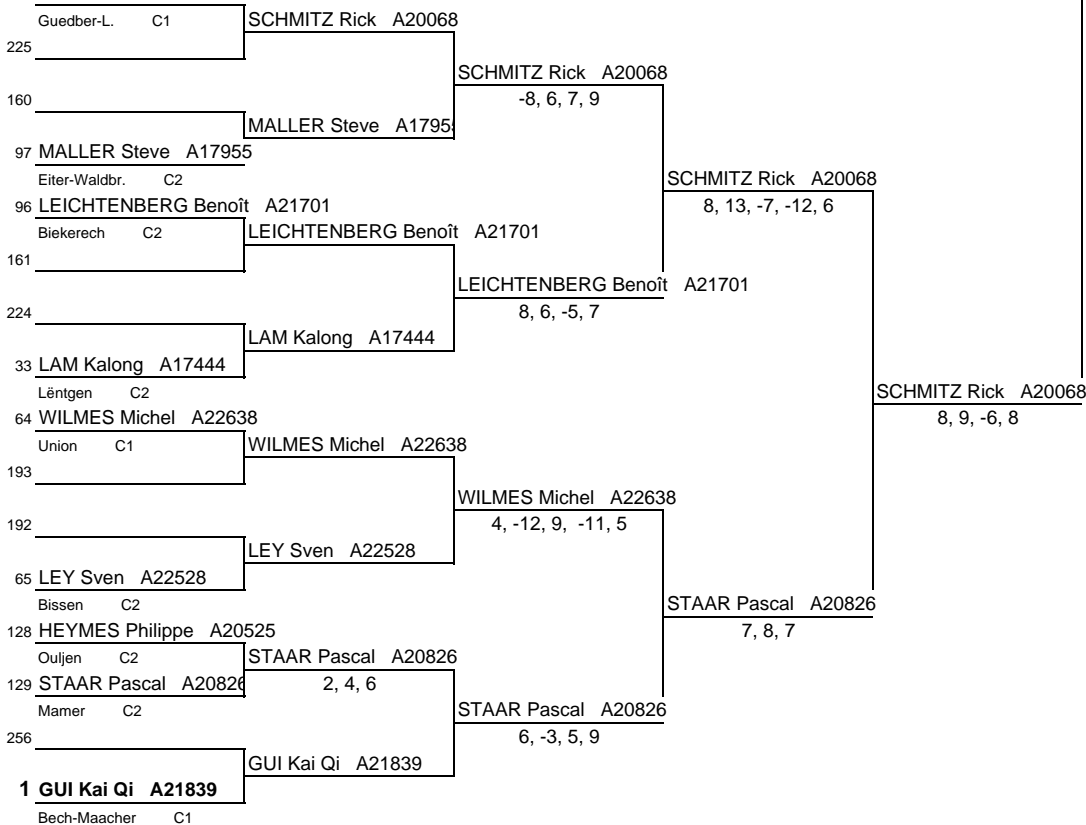 Guedber-L. C1
SCHMITZ Rick A20068
225
SCHMITZ Rick A20068
-8, 6, 7, 9
160
MALLER Steve A17955
97 MALLER Steve A17955
Eiter-Waldbr. C2
SCHMITZ Rick A20068
8, 13, -7, -12, 6
96 LEICHTENBERG Benoît A21701
Biekerech C2
LEICHTENBERG Benoît A21701
161
LEICHTENBERG Benoît A21701
8, 6, -5, 7
224
LAM Kalong A17444
33 LAM Kalong A17444
Lëntgen C2
SCHMITZ Rick A20068
8, 9, -6, 8
64 WILMES Michel A22638
Union C1
WILMES Michel A22638
193
WILMES Michel A22638
4, -12, 9, -11, 5
192
LEY Sven A22528
65 LEY Sven A22528
Bissen C2
STAAR Pascal A20826
7, 8, 7
128 HEYMES Philippe A20525
Ouljen C2
STAAR Pascal A20826
2, 4, 6
129 STAAR Pascal A20826
Mamer C2
STAAR Pascal A20826
6, -3, 5, 9
256
GUI Kai Qi A21839
1 GUI Kai Qi A21839
Bech-Maacher C1